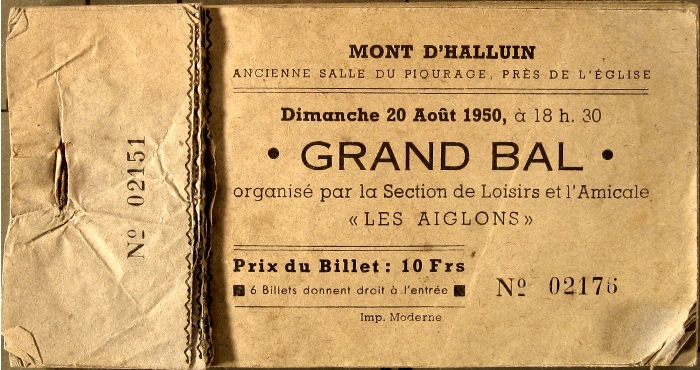 Nº 02151
MONT D'HALLUIN
ANCIENNE SALLE DU PIQURAGE, PRÈS DE L'ÉGLISE
Dimanche 20 Août 1950, à 18 h. 30
• GRAND BAL •
organisé par la Section de Loisirs et l'Amicale
«LES AIGLONS»
Prix du Billet : 10 Frs
■ 6 Billets donnent droit à l'entrée ■
Nº 02176
Imp. Moderne